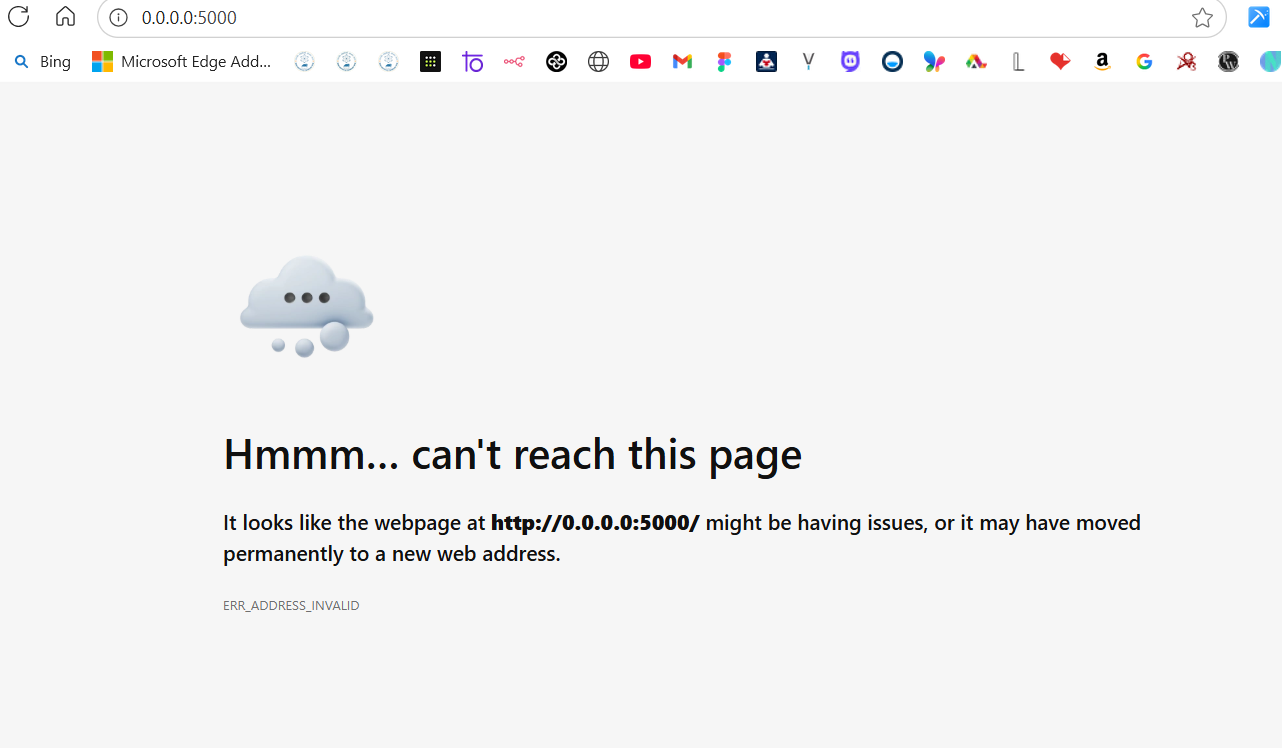 0.0.0.0:5000
Bing Microsoft Edge Add...
Hmmm... can't reach this page
It looks like the webpage at http://0.0.0.0:5000/ might be having issues, or it may have moved
permanently to a new web address.
ERR_ADDRESS_INVALID